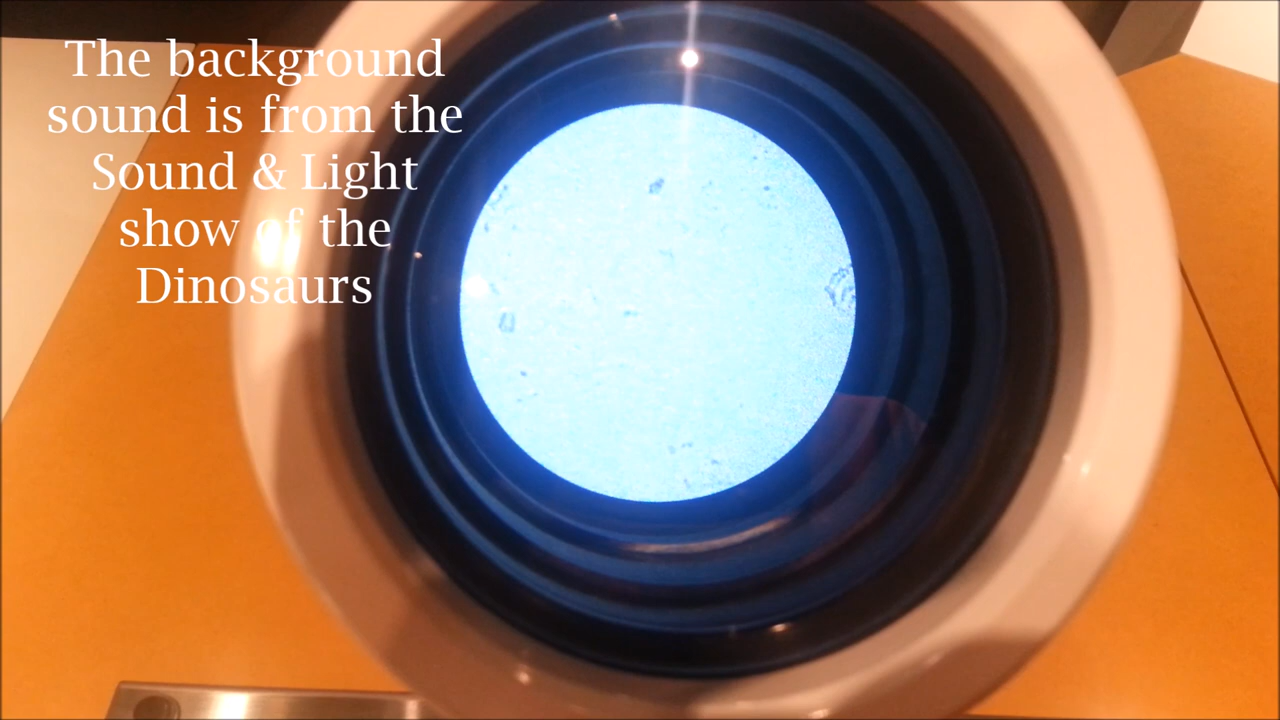 The background
sound is from the
Sound & Light
show of the
Dinosaurs